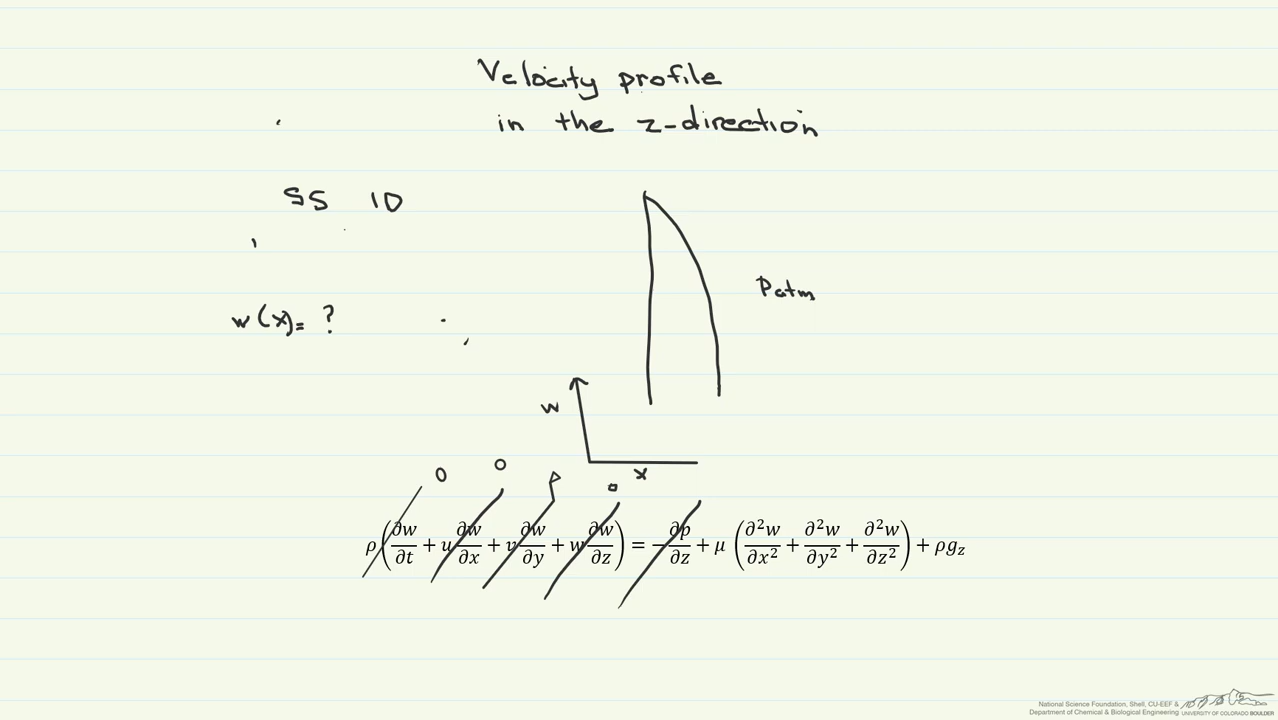 Velocity profile
in the z-direction
SS 1D
Patm
w(x)= ?
w
x
0 0 0 0
ρ(∂w/∂t + u ∂w/∂x + v ∂w/∂y + w ∂w/∂z) = −∂p/∂z + μ(∂²w/∂x² + ∂²w/∂y² + ∂²w/∂z²) + ρg_z
National Science Foundation, Shell, CU-EEF &
Department of Chemical & Biological Engineering UNIVERSITY OF COLORADO BOULDER